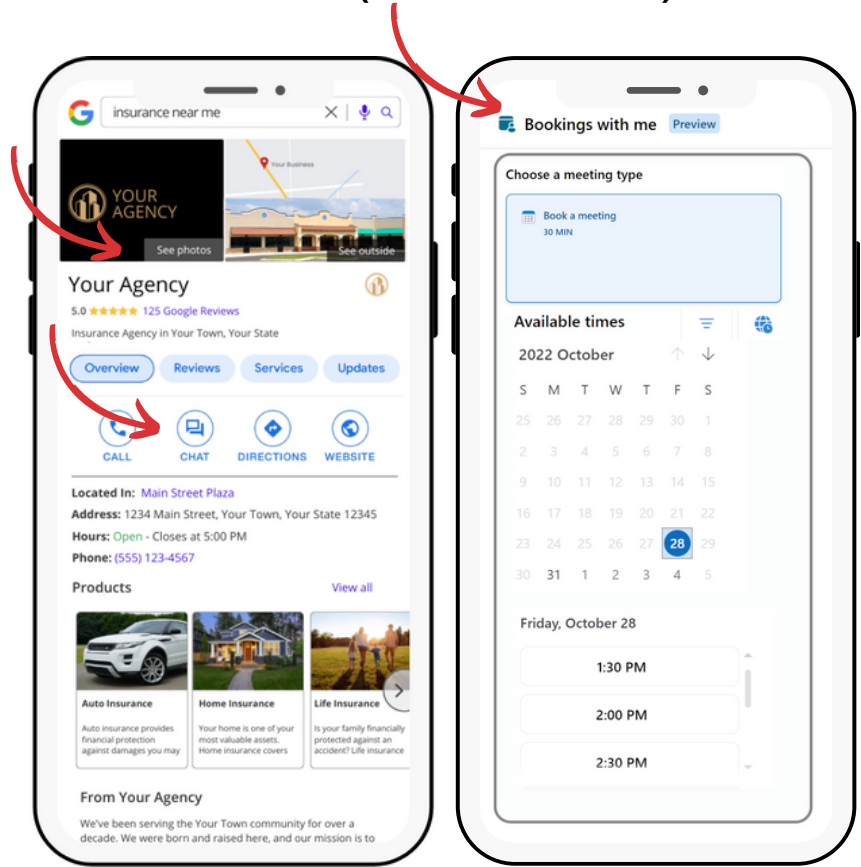 insurance near me
Your Business
YOUR
AGENCY
See photos
See outside
Your Agency
5.0 125 Google Reviews
Insurance Agency in Your Town, Your State
Overview Reviews Services Updates
CALL CHAT DIRECTIONS WEBSITE
Located In: Main Street Plaza
Address: 1234 Main Street, Your Town, Your State 12345
Hours: Open - Closes at 5:00 PM
Phone: (555) 123-4567
Products View all
Auto Insurance
Auto insurance provides
financial protection
against damages you may
Home Insurance
Your home is one of your
most valuable assets.
Home insurance covers
Life Insurance
Is your family financially
protected against an
accident? Life insurance
From Your Agency
We've been serving the Your Town community for over a
decade. We were born and raised here, and our mission is to
Bookings with me Preview
Choose a meeting type
Book a meeting
30 MIN
Available times
2022 October
S M T W T F S
25 26 27 28 29 30 1
2 3 4 5 6 7 8
9 10 11 12 13 14 15
16 17 18 19 20 21 22
23 24 25 26 27 28 29
30 31 1 2 3 4 5
Friday, October 28
1:30 PM
2:00 PM
2:30 PM